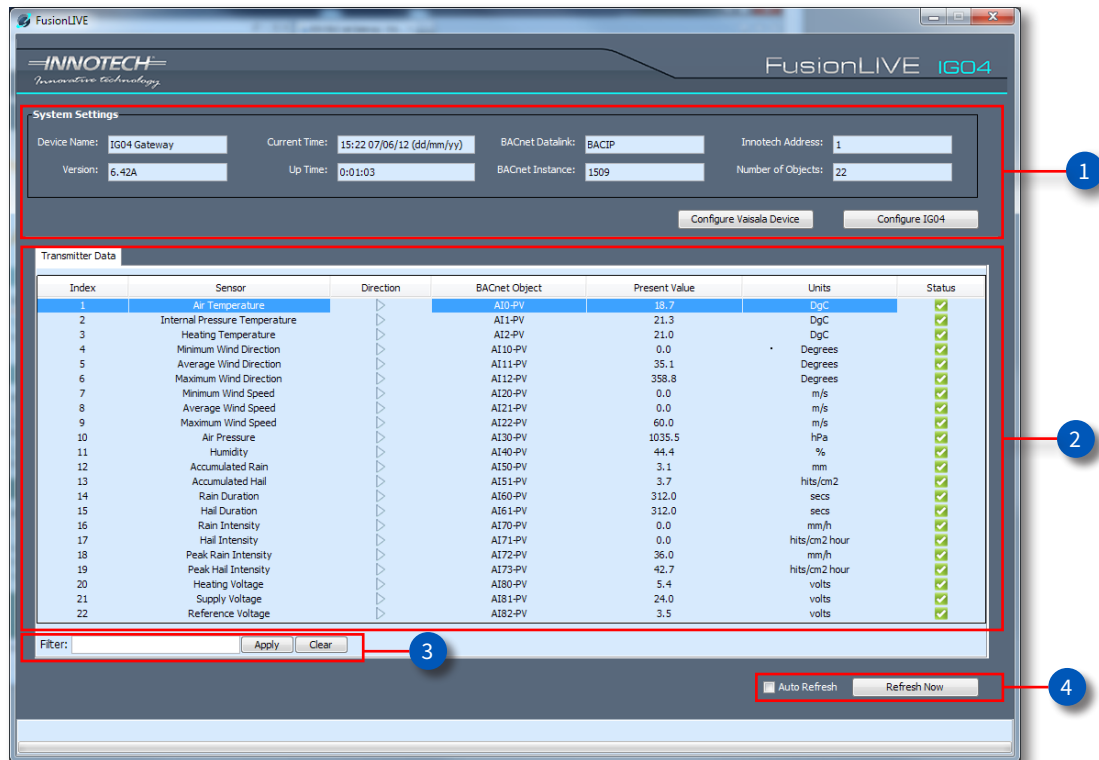 FusionLIVE
INNOTECH
Innovative technology
FusionLIVE IG04
System Settings
Device Name: IG04 Gateway Current Time: 15:22 07/06/12 (dd/mm/yy) BACnet Datalink: BACIP Innotech Address: 1
Version: 6.42A Up Time: 0:01:03 BACnet Instance: 1509 Number of Objects: 22
1
Configure Vaisala Device Configure IG04
Transmitter Data
Index Sensor Direction BACnet Object Present Value Units Status
1 Air Temperature AI0-PV 18.7 DgC
2 Internal Pressure Temperature AI1-PV 21.3 DgC
3 Heating Temperature AI2-PV 21.0 DgC
4 Minimum Wind Direction AI10-PV 0.0 Degrees
5 Average Wind Direction AI11-PV 35.1 Degrees
6 Maximum Wind Direction AI12-PV 358.8 Degrees
7 Minimum Wind Speed AI20-PV 0.0 m/s
8 Average Wind Speed AI21-PV 0.0 m/s
9 Maximum Wind Speed AI22-PV 60.0 m/s
10 Air Pressure AI30-PV 1035.5 hPa
2
11 Humidity AI40-PV 44.4 %
12 Accumulated Rain AI50-PV 3.1 mm
13 Accumulated Hail AI51-PV 3.7 hits/cm2
14 Rain Duration AI60-PV 312.0 secs
15 Hail Duration AI61-PV 312.0 secs
16 Rain Intensity AI70-PV 0.0 mm/h
17 Hail Intensity AI71-PV 0.0 hits/cm2 hour
18 Peak Rain Intensity AI72-PV 36.0 mm/h
19 Peak Hail Intensity AI73-PV 42.7 hits/cm2 hour
20 Heating Voltage AI80-PV 5.4 volts
21 Supply Voltage AI81-PV 24.0 volts
22 Reference Voltage AI82-PV 3.5 volts
Filter: Apply Clear
3
Auto Refresh Refresh Now
4